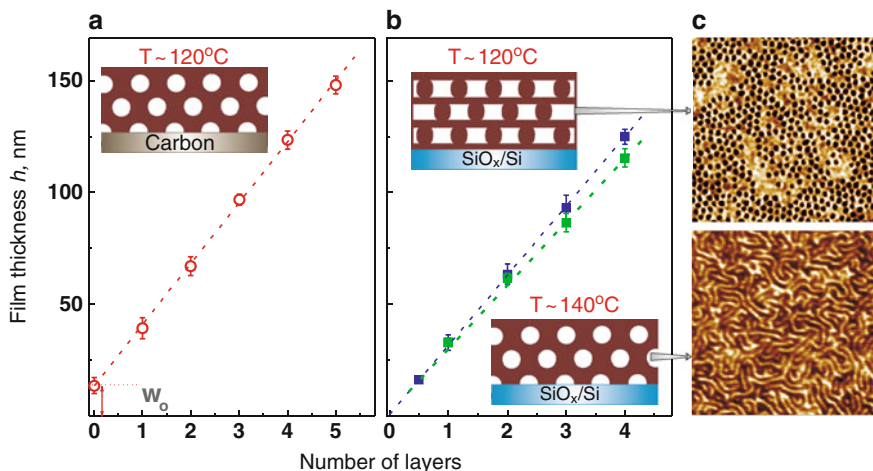 a
b
c
Film thickness h, nm
150
100
50
T ~ 120°C
Carbon
Wo
0 1 2 3 4 5
T ~ 120°C
SiOx/Si
T ~ 140°C
SiOx/Si
0 1 2 3 4
Number of layers